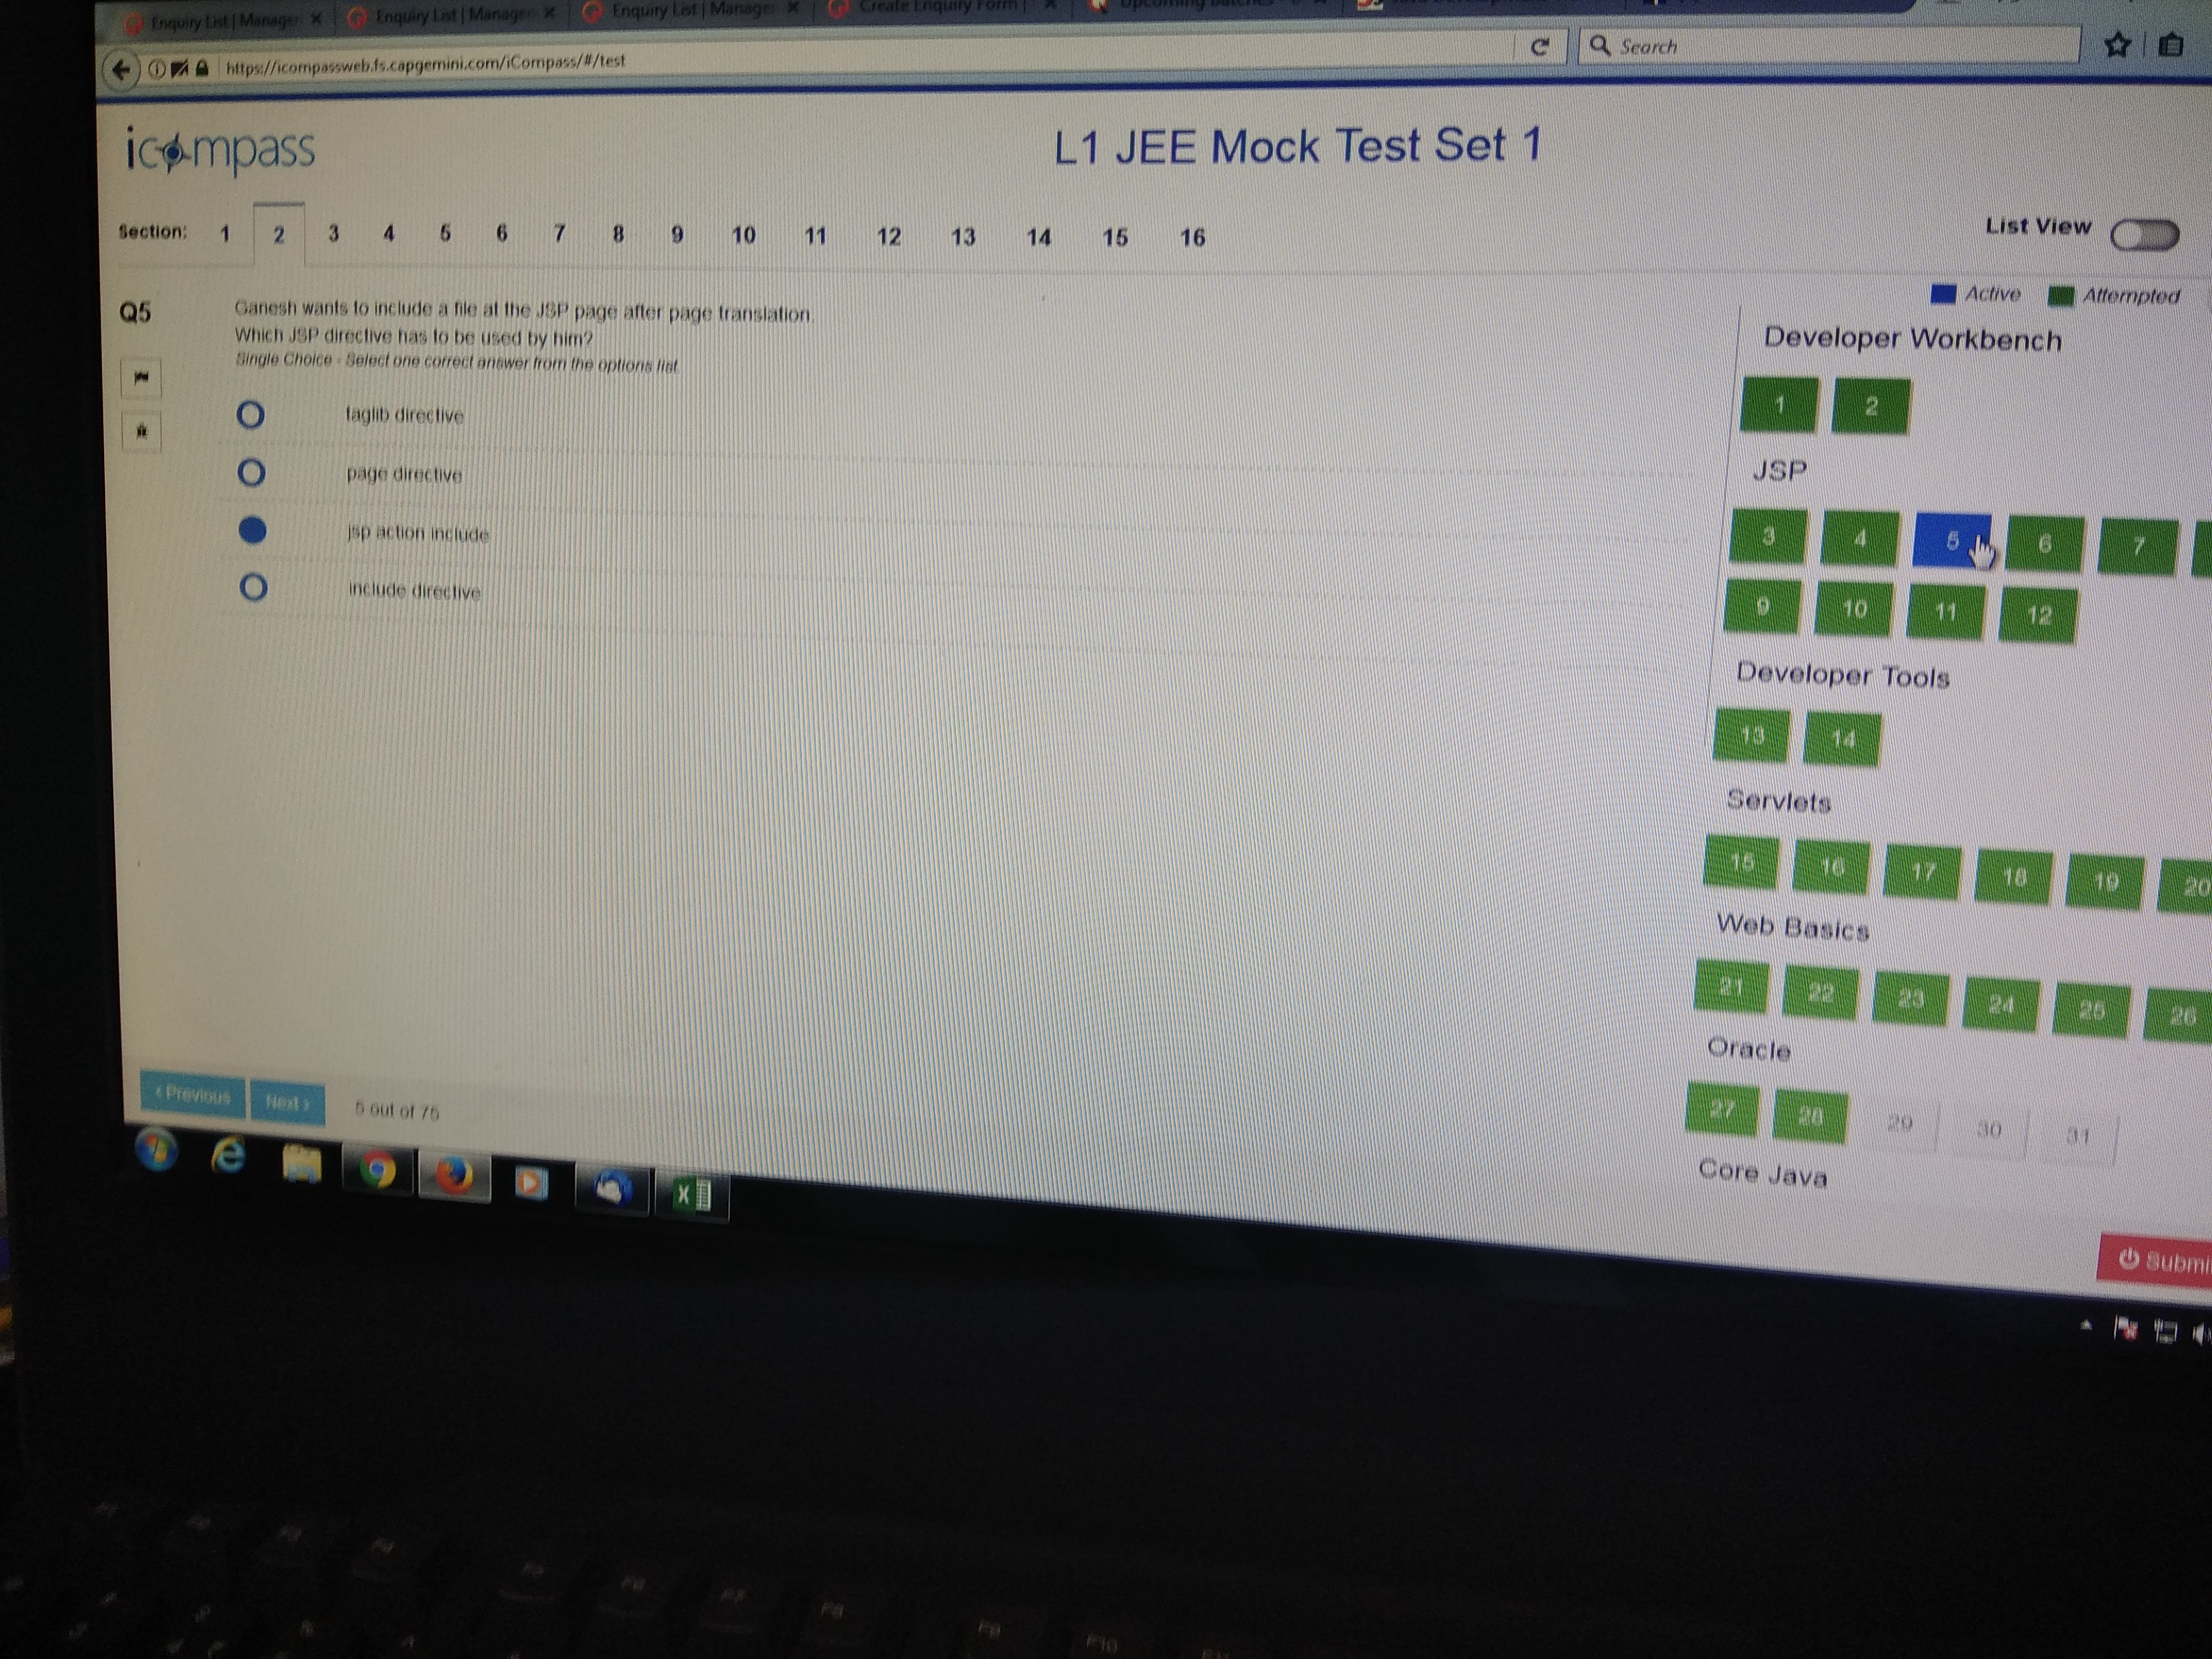 Enquiry List | Manager
Enquiry List | Manager
Enquiry List | Manager
Create Enquiry Form |
https://icompassweb.fs.capgemini.com/iCompass/#/test
Search
icompass
L1 JEE Mock Test Set 1
Section: 1 2 3 4 5 6 7 8 9 10 11 12 13 14 15 16
List View
Active Attempted
Q5
Ganesh wants to include a file at the JSP page after page translation.
Which JSP directive has to be used by him?
Single Choice - Select one correct answer from the options list.
taglib directive
page directive
jsp action include
include directive
Developer Workbench
1 2
JSP
3 4 5 6 7
9 10 11 12
Developer Tools
13 14
Servlets
15 16 17 18 19 20
Web Basics
21 22 23 24 25 26
Oracle
27 28 29 30 31
Core Java
‹ Previous
Next ›
5 out of 75
Submi
F9
F10